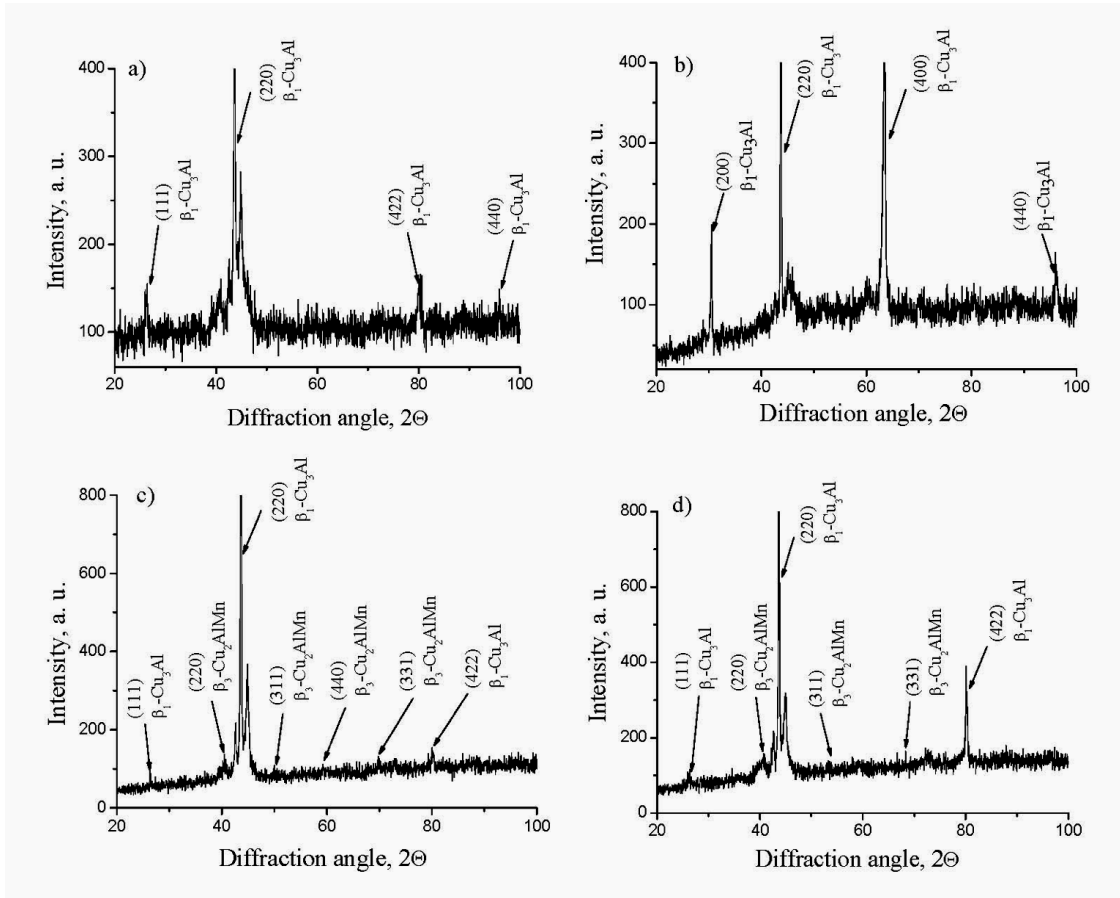 a)
Intensity, a. u.
400
300
200
100
20 40 60 80 100
Diffraction angle, 2Θ
(111)
β₁-Cu₃Al
(220)
β₁-Cu₃Al
(422)
β₁-Cu₃Al
(440)
β₁-Cu₃Al
b)
Intensity, a. u.
400
300
200
100
20 40 60 80 100
Diffraction angle, 2Θ
(200)
β₁-Cu₃Al
(220)
β₁-Cu₃Al
(400)
β₁-Cu₃Al
(440)
β₁-Cu₃Al
c)
Intensity, a. u.
800
600
400
200
0
20 40 60 80 100
Diffraction angle, 2Θ
(111)
β₁-Cu₃Al
(220)
β₃-Cu₂AlMn
(220)
β₁-Cu₃Al
(311)
β₃-Cu₂AlMn
(440)
β₃-Cu₂AlMn
(331)
β₃-Cu₂AlMn
(422)
β₁-Cu₃Al
d)
Intensity, a. u.
800
600
400
200
0
20 40 60 80 100
Diffraction angle, 2Θ
(111)
β₁-Cu₃Al
(220)
β₃-Cu₂AlMn
(220)
β₁-Cu₃Al
(311)
β₃-Cu₂AlMn
(331)
β₃-Cu₂AlMn
(422)
β₁-Cu₃Al